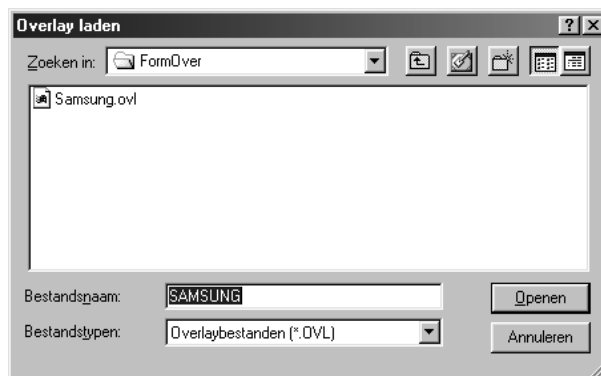 Overlay laden
Zoeken in: FormOver
Samsung.ovl
Bestandsnaam: SAMSUNG Openen
Bestandstypen: Overlaybestanden (*.OVL) Annuleren